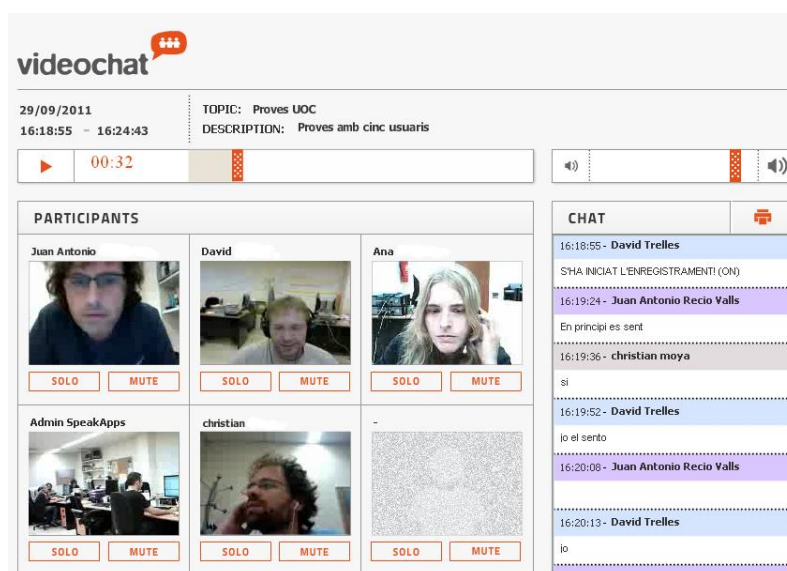 videochat
29/09/2011
16:18:55 - 16:24:43
TOPIC: Proves UOC
DESCRIPTION: Proves amb cinc usuaris
00:32
PARTICIPANTS
Juan Antonio
David
Ana
SOLO MUTE
SOLO MUTE
SOLO MUTE
Admin SpeakApps
christian
-
SOLO MUTE
SOLO MUTE
SOLO MUTE
CHAT
16:18:55 - David Trelles
S'HA INICIAT L'ENREGISTRAMENT! (ON)
16:19:24 - Juan Antonio Recio Valls
En principi es sent
16:19:36 - christian moya
si
16:19:52 - David Trelles
jo el sento
16:20:08 - Juan Antonio Recio Valls
16:20:13 - David Trelles
jo